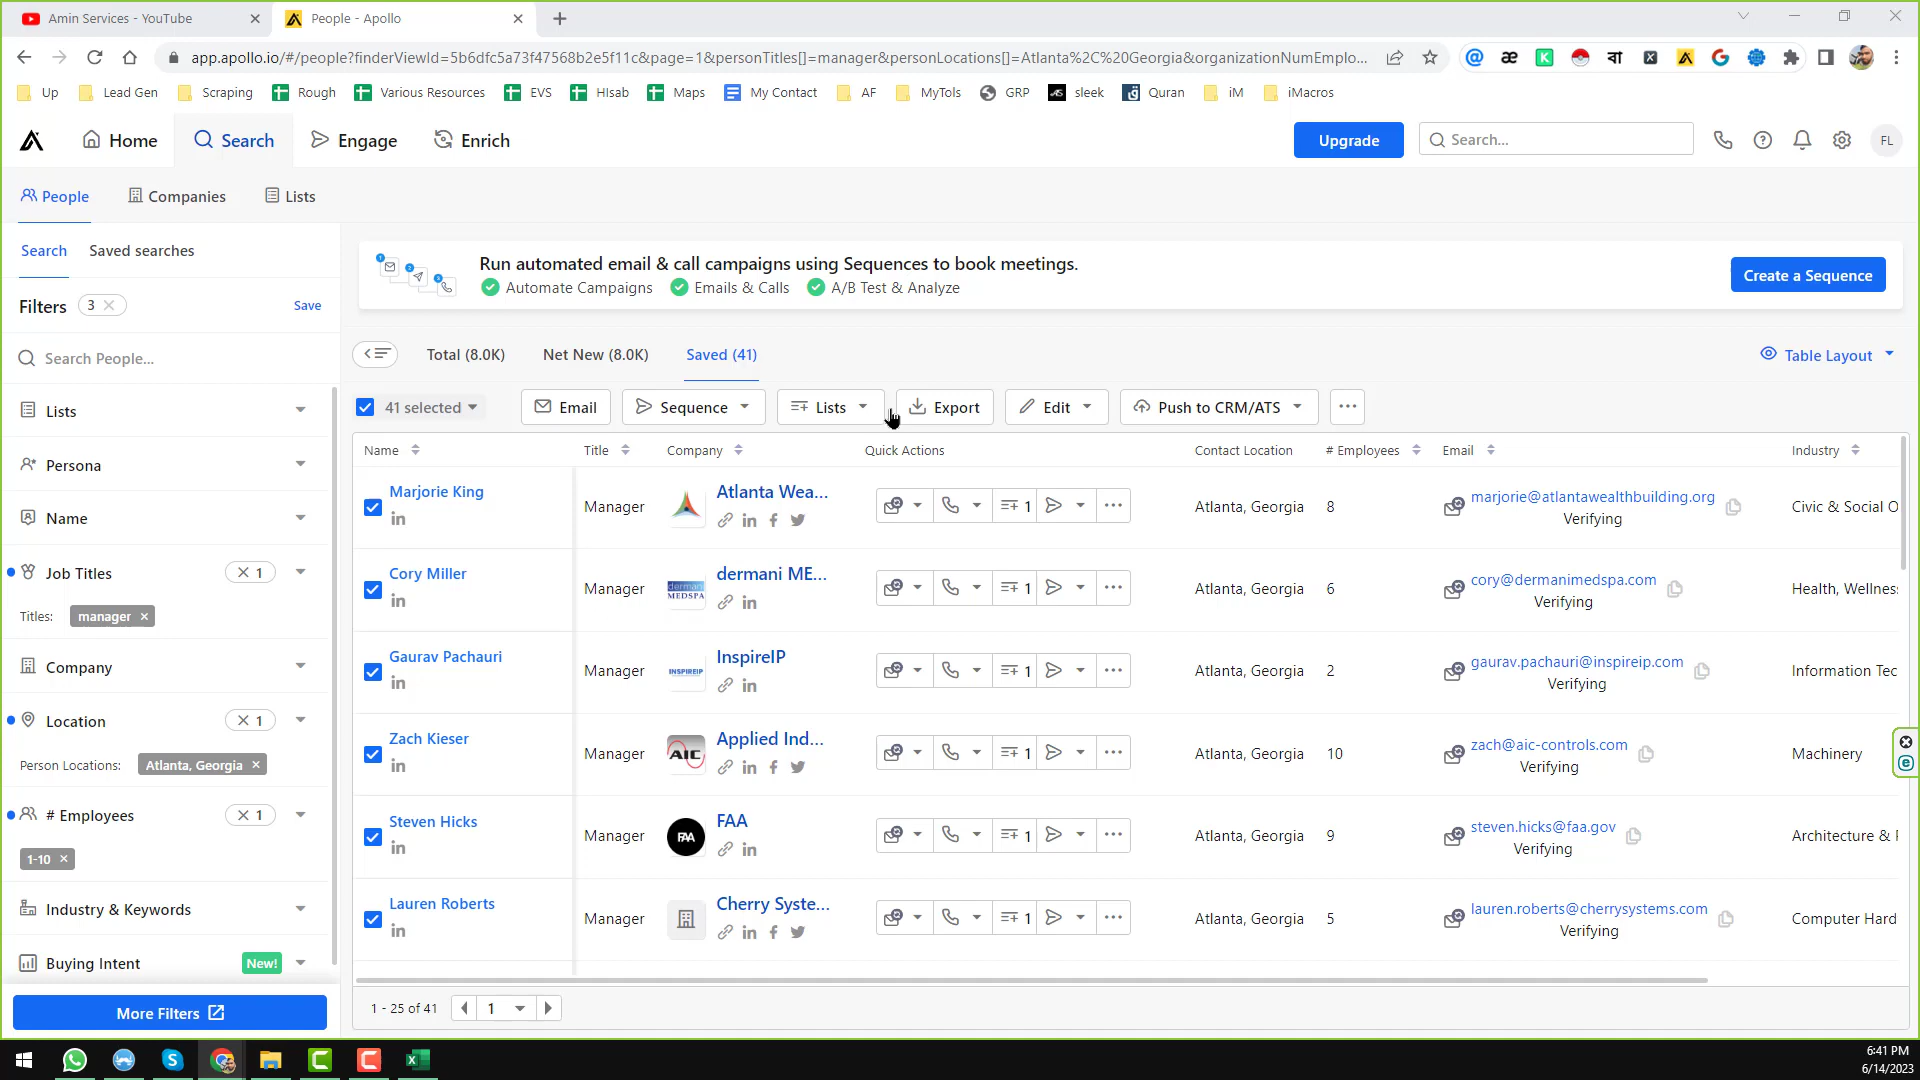 Amin Services - YouTube
People - Apollo
app.apollo.io/#/people?finderViewId=5b6dfc5a73f47568b2e5f11c&page=1&personTitles[]=manager&personLocations[]=Atlanta%2C%20Georgia&organizationNumEmplo...
Up Lead Gen Scraping Rough Various Resources EVS HIsab Maps My Contact AF MyTols GRP sleek Quran iM iMacros
Home Search Engage Enrich Upgrade Search... FL
People Companies Lists
Search Saved searches
Run automated email & call campaigns using Sequences to book meetings.
Automate Campaigns Emails & Calls A/B Test & Analyze
Create a Sequence
Filters 3 Save
Search People...
Total (8.0K) Net New (8.0K) Saved (41) Table Layout
41 selected Email Sequence Lists Export Edit Push to CRM/ATS
Lists
Persona
Name
Job Titles 1
Titles: manager
Company
Location 1
Person Locations: Atlanta, Georgia
# Employees 1
1-10
Industry & Keywords
Buying Intent New!
More Filters
Name Title Company Quick Actions Contact Location # Employees Email Industry
Marjorie King Manager Atlanta Wea... 1 Atlanta, Georgia 8 marjorie@atlantawealthbuilding.org Verifying Civic & Social O
Cory Miller Manager dermani ME... dermani MEDSPA 1 Atlanta, Georgia 6 cory@dermanimedspa.com Verifying Health, Wellnes
Gaurav Pachauri Manager InspireIP INSPIREIP 1 Atlanta, Georgia 2 gaurav.pachauri@inspireip.com Verifying Information Tec
Zach Kieser Manager AIC Applied Ind... 1 Atlanta, Georgia 10 zach@aic-controls.com Verifying Machinery
Steven Hicks Manager FAA FAA 1 Atlanta, Georgia 9 steven.hicks@faa.gov Verifying Architecture &
Lauren Roberts Manager Cherry Syste... 1 Atlanta, Georgia 5 lauren.roberts@cherrysystems.com Verifying Computer Hard
1 - 25 of 41 1
6:41 PM
6/14/2023